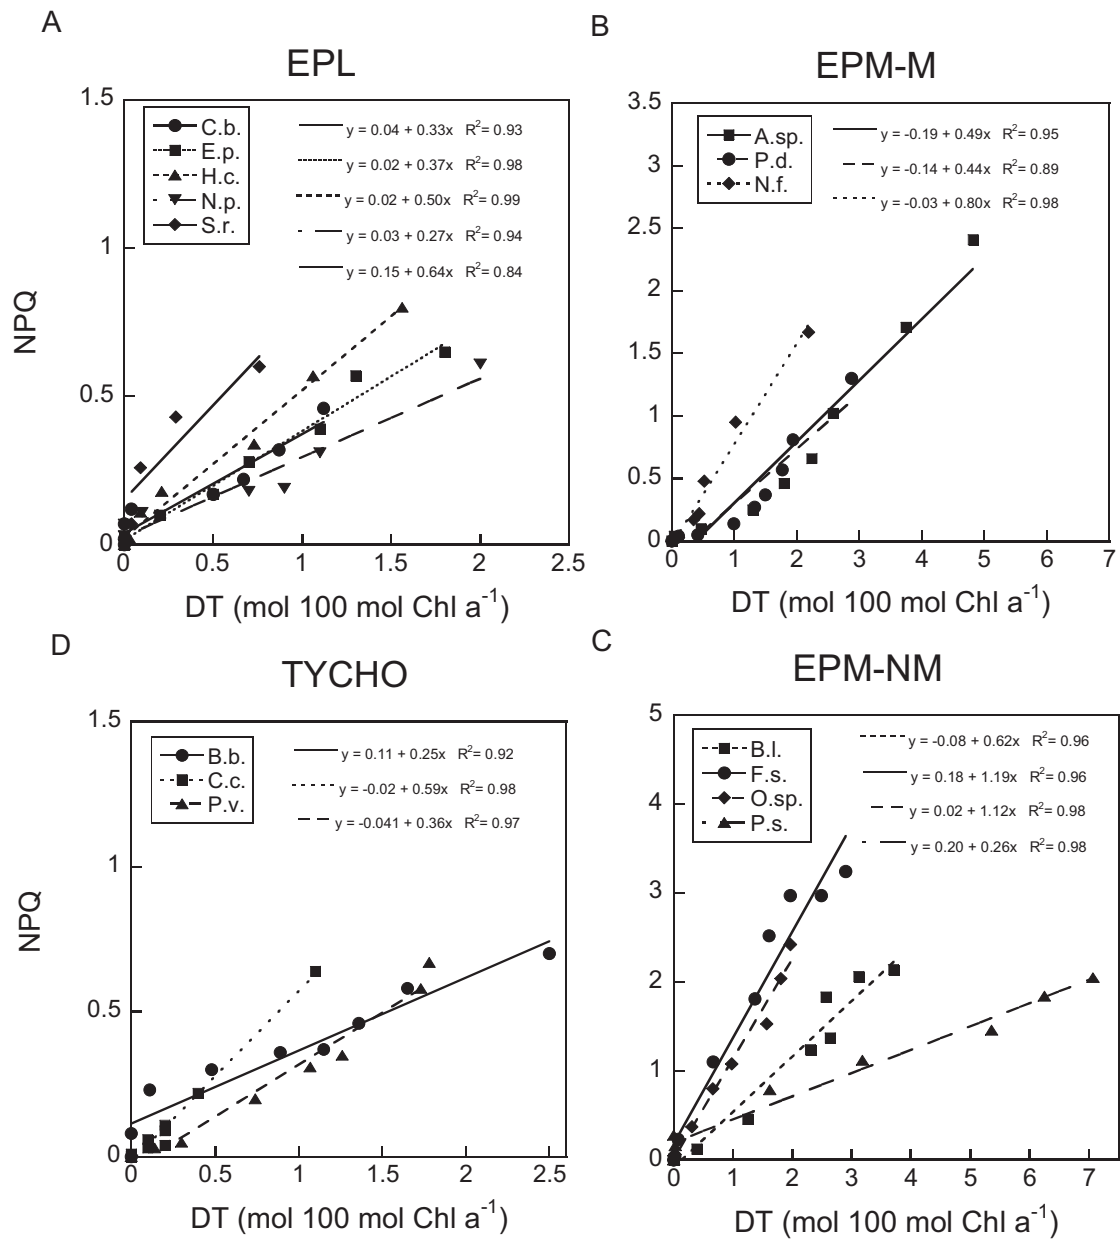 A
EPL
1.5
1
0.5
0
NPQ
C.b.
E.p.
H.c.
N.p.
S.r.
y = 0.04 + 0.33x R²= 0.93
y = 0.02 + 0.37x R²= 0.98
y = 0.02 + 0.50x R²= 0.99
y = 0.03 + 0.27x R²= 0.94
y = 0.15 + 0.64x R²= 0.84
0 0.5 1 1.5 2 2.5
DT (mol 100 mol Chl a⁻¹)
B
EPM-M
3.5
3
2.5
2
1.5
1
0.5
0
A.sp.
P.d.
N.f.
y = -0.19 + 0.49x R²= 0.95
y = -0.14 + 0.44x R²= 0.89
y = -0.03 + 0.80x R²= 0.98
0 1 2 3 4 5 6 7
DT (mol 100 mol Chl a⁻¹)
D
TYCHO
1.5
1
0.5
0
NPQ
B.b.
C.c.
P.v.
y = 0.11 + 0.25x R²= 0.92
y = -0.02 + 0.59x R²= 0.98
y = -0.041 + 0.36x R²= 0.97
0 0.5 1 1.5 2 2.5
DT (mol 100 mol Chl a⁻¹)
C
EPM-NM
5
4
3
2
1
0
B.l.
F.s.
O.sp.
P.s.
y = -0.08 + 0.62x R²= 0.96
y = 0.18 + 1.19x R²= 0.96
y = 0.02 + 1.12x R²= 0.98
y = 0.20 + 0.26x R²= 0.98
0 1 2 3 4 5 6 7
DT (mol 100 mol Chl a⁻¹)